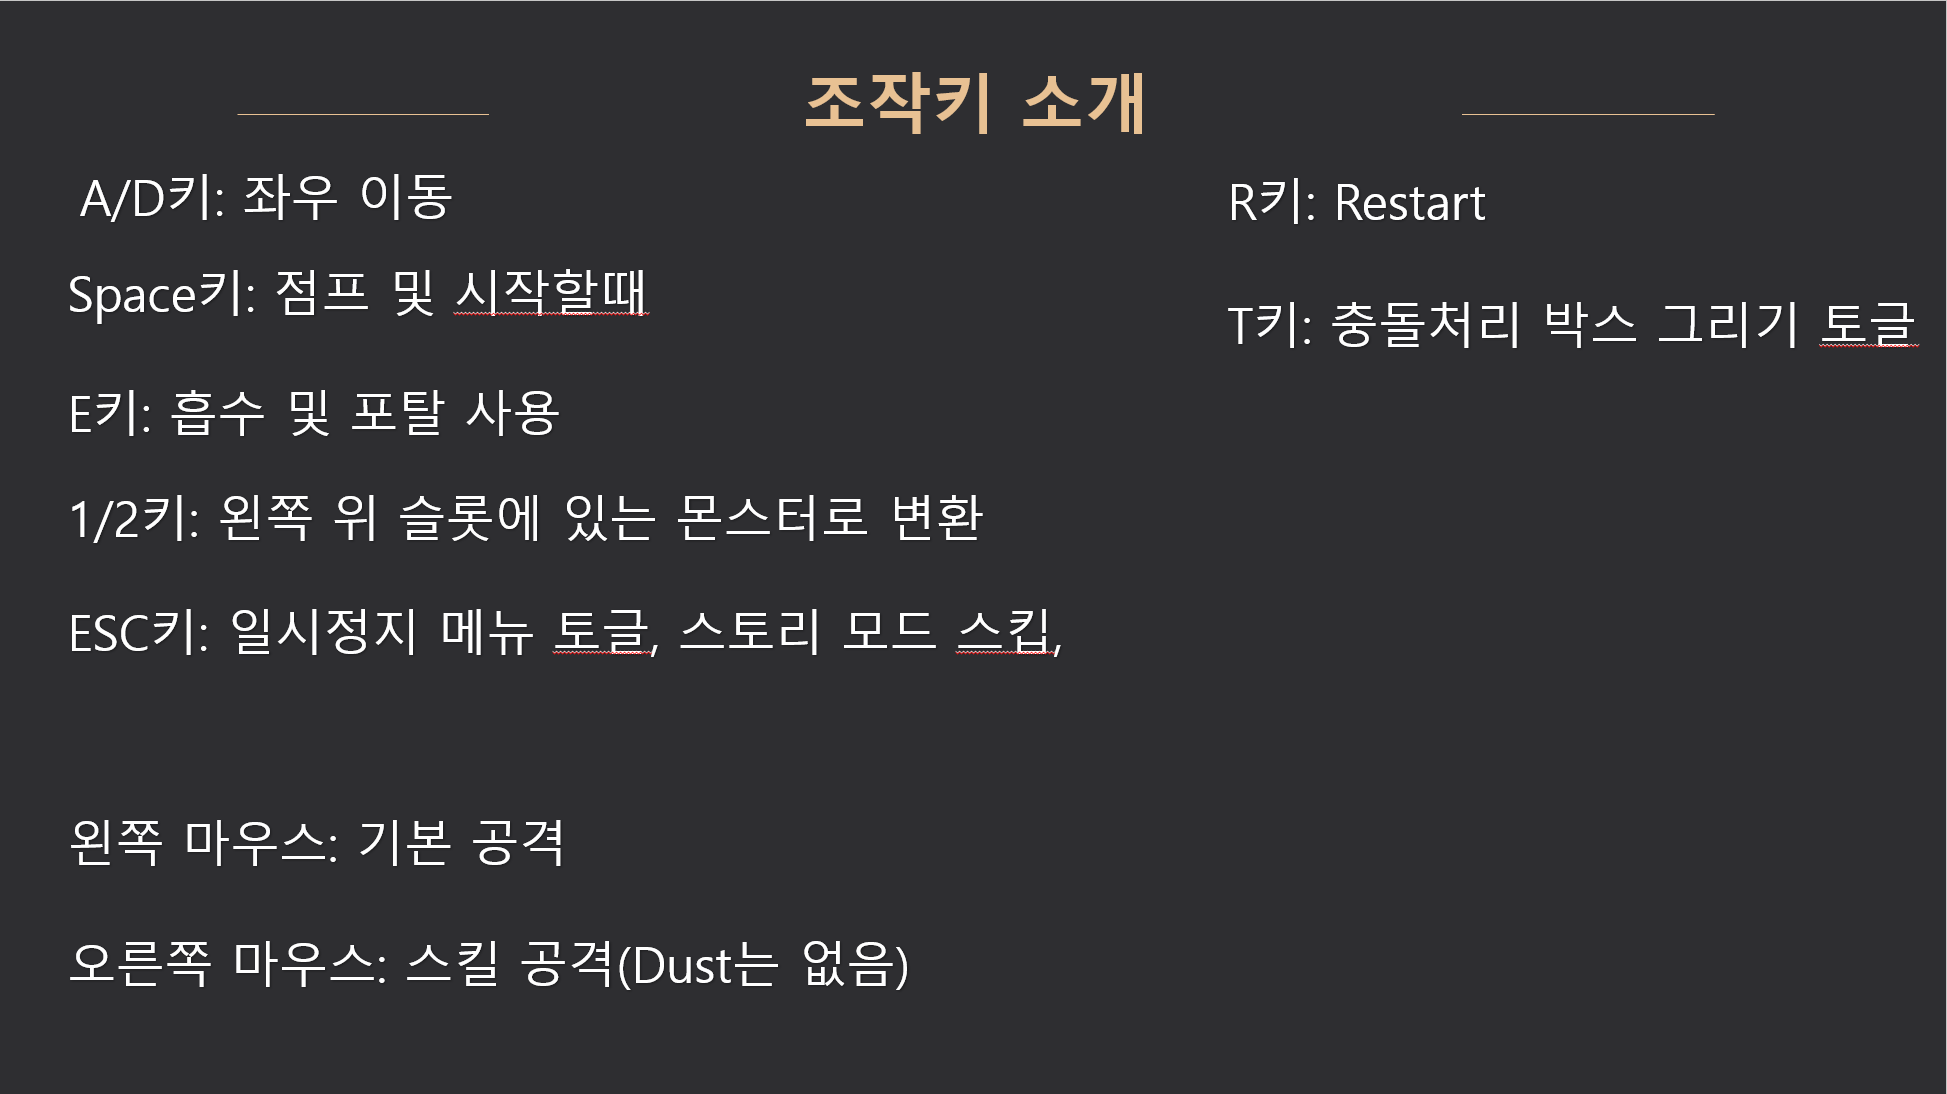 조작키 소개
A/D키: 좌우 이동
Space키: 점프 및 시작할때
E키: 흡수 및 포탈 사용
1/2키: 왼쪽 위 슬롯에 있는 몬스터로 변환
ESC키: 일시정지 메뉴 토글, 스토리 모드 스킵,
왼쪽 마우스: 기본 공격
오른쪽 마우스: 스킬 공격(Dust는 없음)
R키: Restart
T키: 충돌처리 박스 그리기 토글